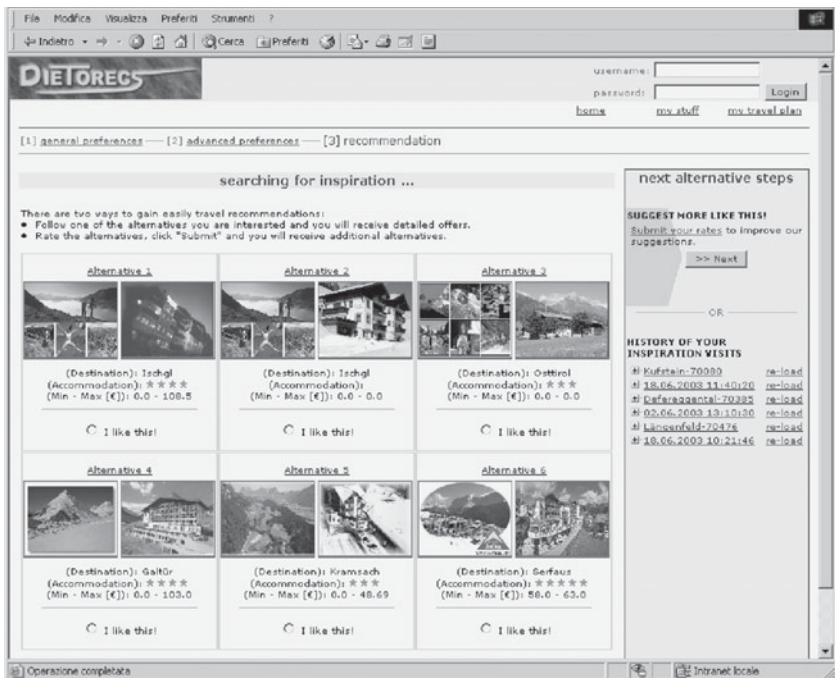 File Modifica Visualizza Preferiti Strumenti ?
Indietro Cerca Preferiti
DIETORECS
username:
password: Login
home my stuff my travel plan
[1] general preferences [2] advanced preferences [3] recommendation
searching for inspiration ...
There are two ways to gain easily travel recommendations:
• Follow one of the alternatives you are interested and you will receive detailed offers.
• Rate the alternatives, click "Submit" and you will receive additional alternatives.
Alternative 1
(Destination): Ischgl
(Accommodation): ★★★★
(Min - Max [€]): 0.0 - 108.5
I like this!
Alternative 2
(Destination): Ischgl
(Accommodation):
(Min - Max [€]): 0.0 - 0.0
I like this!
Alternative 3
(Destination): Osttirol
(Accommodation): ★★★★
(Min - Max [€]): 0.0 - 0.0
I like this!
Alternative 4
(Destination): Galtür
(Accommodation): ★★★★
(Min - Max [€]): 0.0 - 103.0
I like this!
Alternative 5
(Destination): Kramsach
(Accommodation): ★★★★
(Min - Max [€]): 0.0 - 48.69
I like this!
Alternative 6
(Destination): Serfaus
(Accommodation): ★★★★★
(Min - Max [€]): 58.0 - 63.0
I like this!
next alternative steps
SUGGEST MORE LIKE THIS!
Submit your rates to improve our
suggestions.
>> Next
OR
HISTORY OF YOUR
INSPIRATION VISITS
Kufstein-70080 re-load
18.06.2003 11:40:20 re-load
Defereggental-70385 re-load
02.06.2003 13:10:30 re-load
Längenfeld-70476 re-load
18.06.2003 10:21:46 re-load
Operazione completata Intranet locale